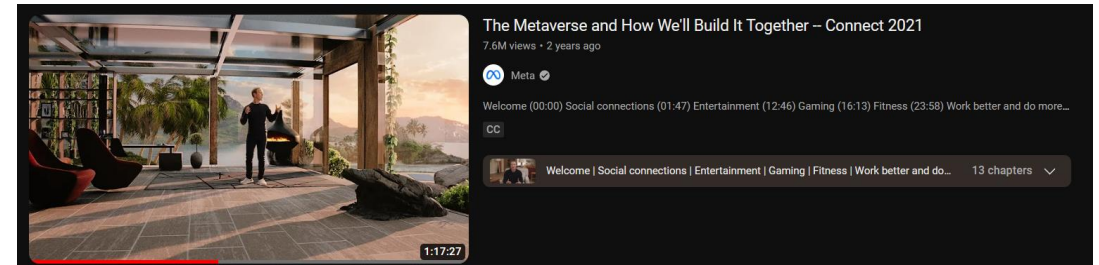 The Metaverse and How We'll Build It Together -- Connect 2021
7.6M views • 2 years ago
Meta
Welcome (00:00) Social connections (01:47) Entertainment (12:46) Gaming (16:13) Fitness (23:58) Work better and do more...
CC
Welcome | Social connections | Entertainment | Gaming | Fitness | Work better and do... 13 chapters
1:17:27